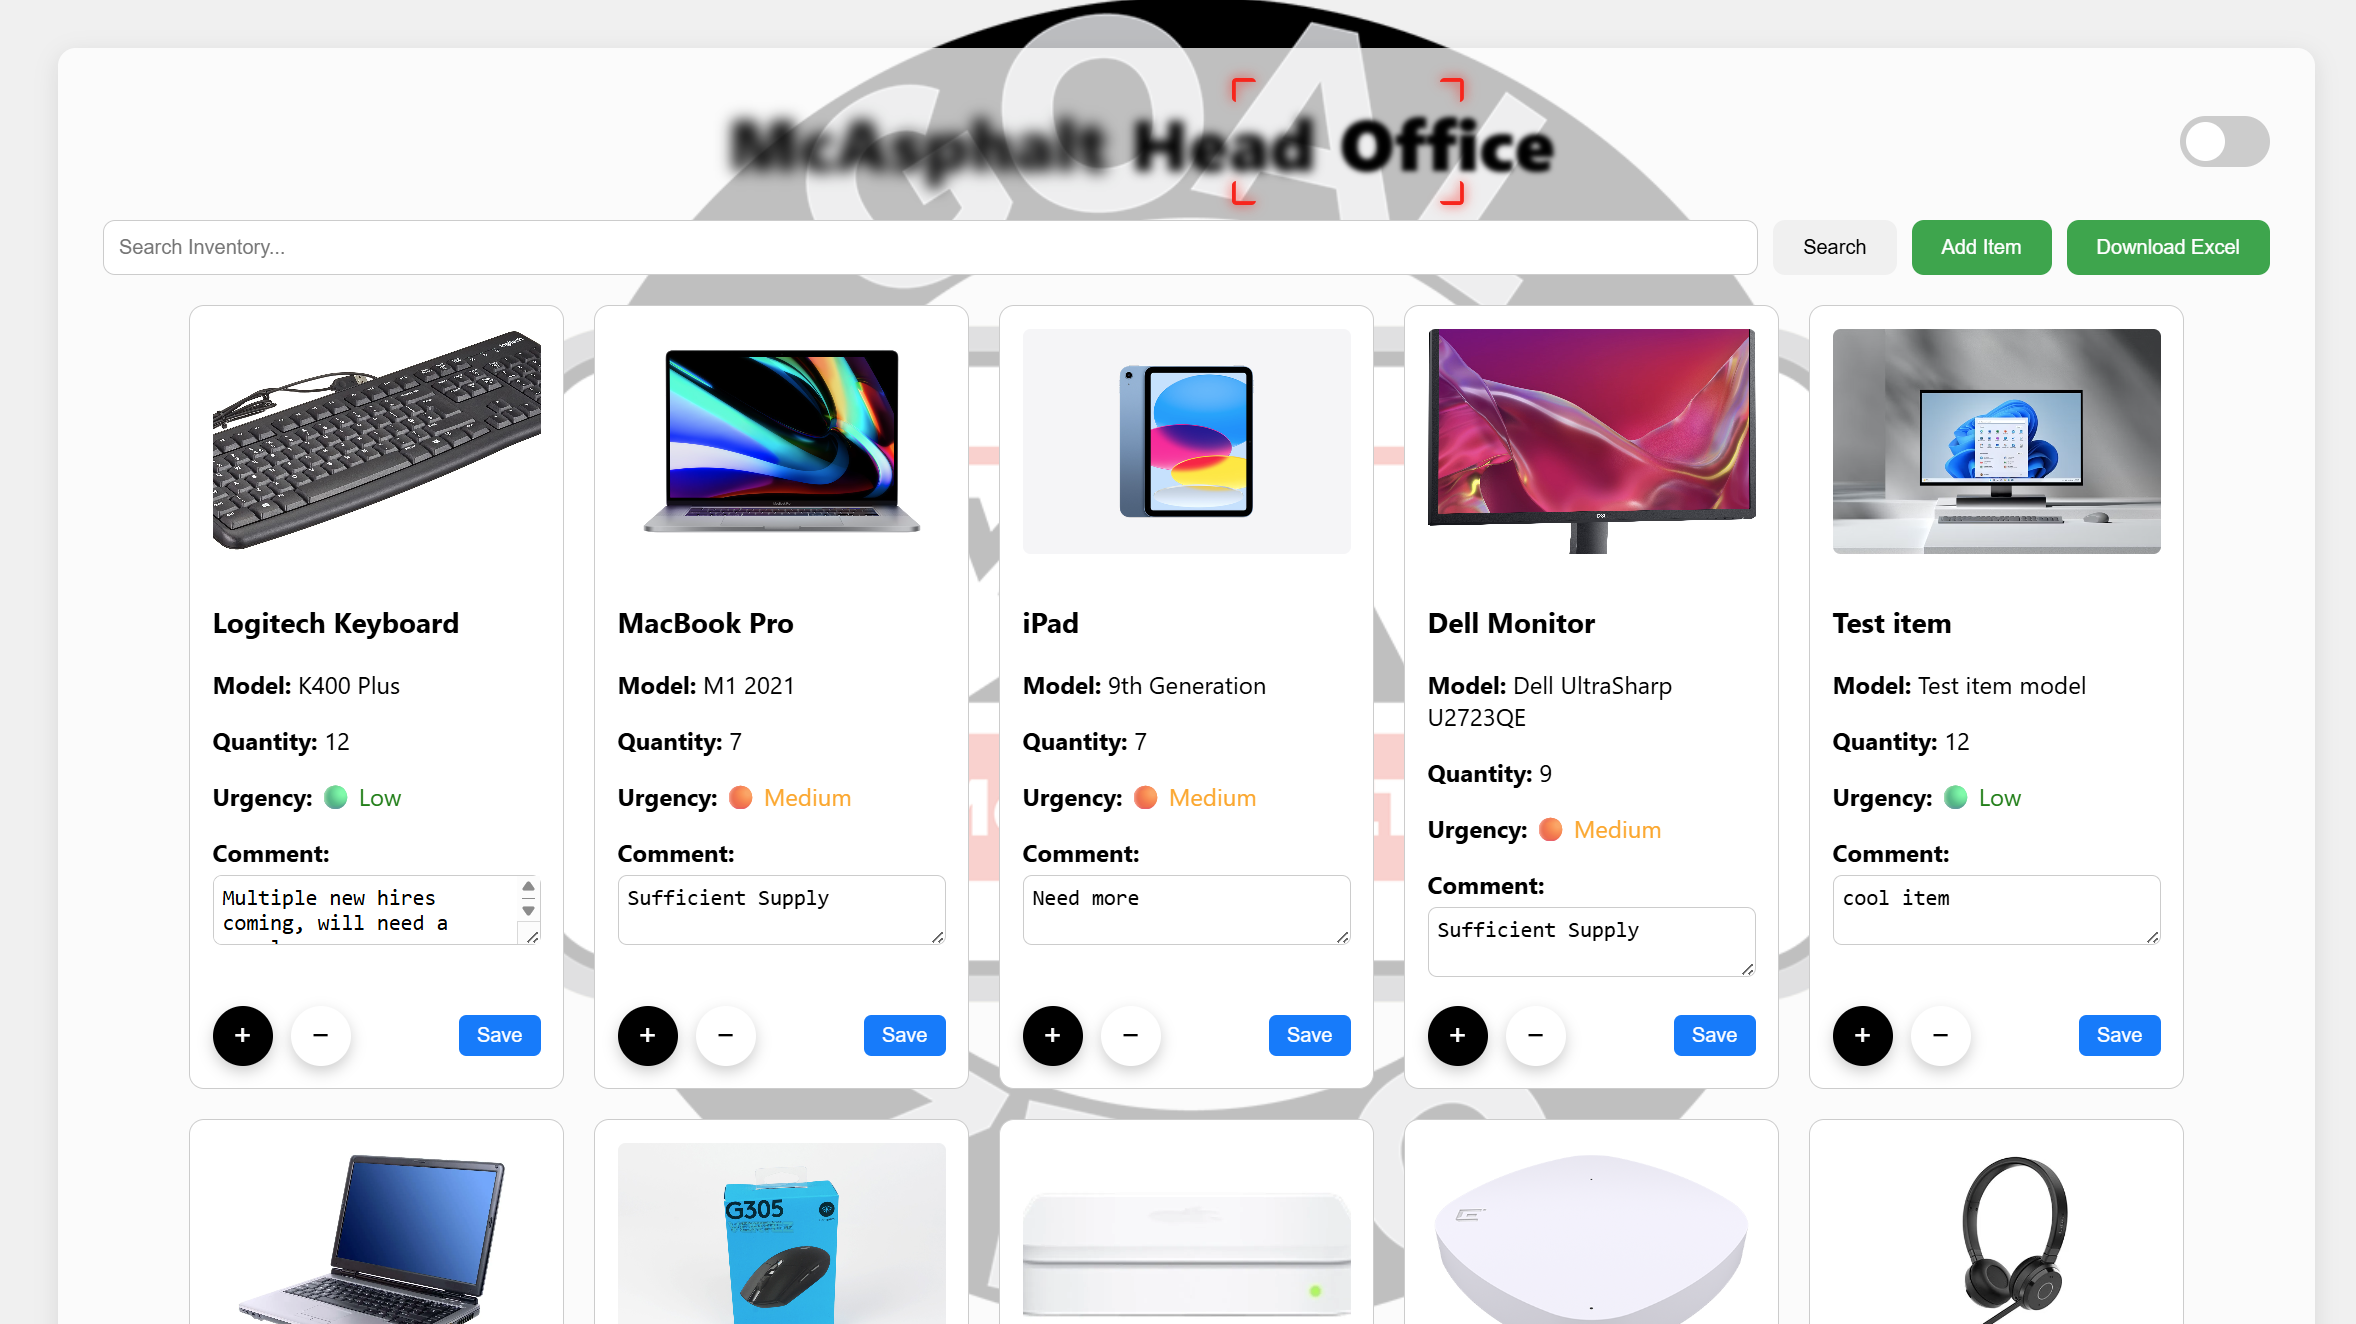 GOAL
McAsphalt Head Office
Search Inventory...
Search
Add Item
Download Excel
Logitech Keyboard
Model: K400 Plus
Quantity: 12
Urgency: Low
Comment:
Multiple new hires
coming, will need a
+
−
Save
MacBook Pro
Model: M1 2021
Quantity: 7
Urgency: Medium
Comment:
Sufficient Supply
+
−
Save
iPad
Model: 9th Generation
Quantity: 7
Urgency: Medium
Comment:
Need more
+
−
Save
Dell Monitor
Model: Dell UltraSharp
U2723QE
Quantity: 9
Urgency: Medium
Comment:
Sufficient Supply
+
−
Save
Test item
Model: Test item model
Quantity: 12
Urgency: Low
Comment:
cool item
+
−
Save
G305